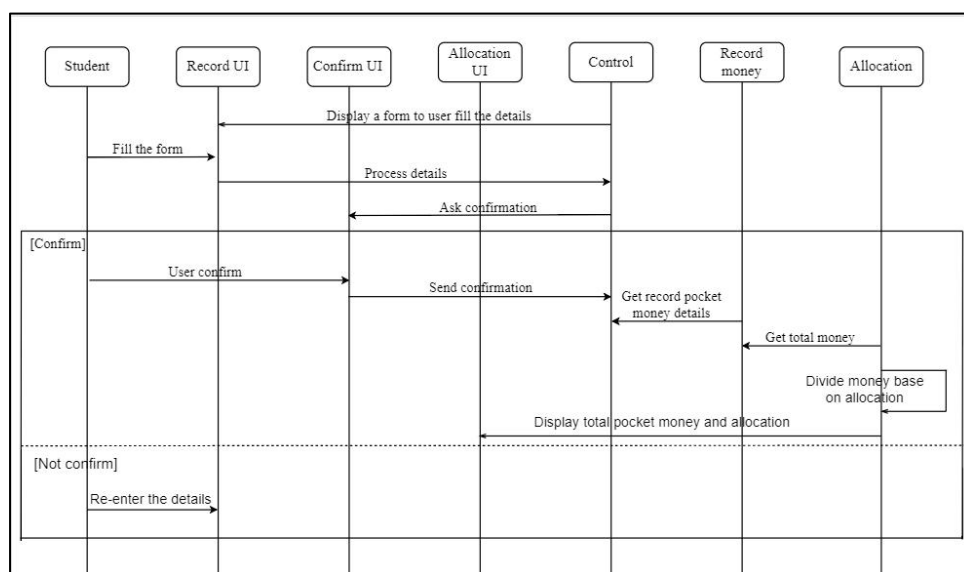 Student
Record UI
Confirm UI
Allocation
UI
Control
Record
money
Allocation
Display a form to user fill the details
Fill the form
Process details
Ask confirmation
[Confirm]
User confirm
Send confirmation
Get record pocket
money details
Get total money
Divide money base
on allocation
Display total pocket money and allocation
[Not confirm]
Re-enter the details